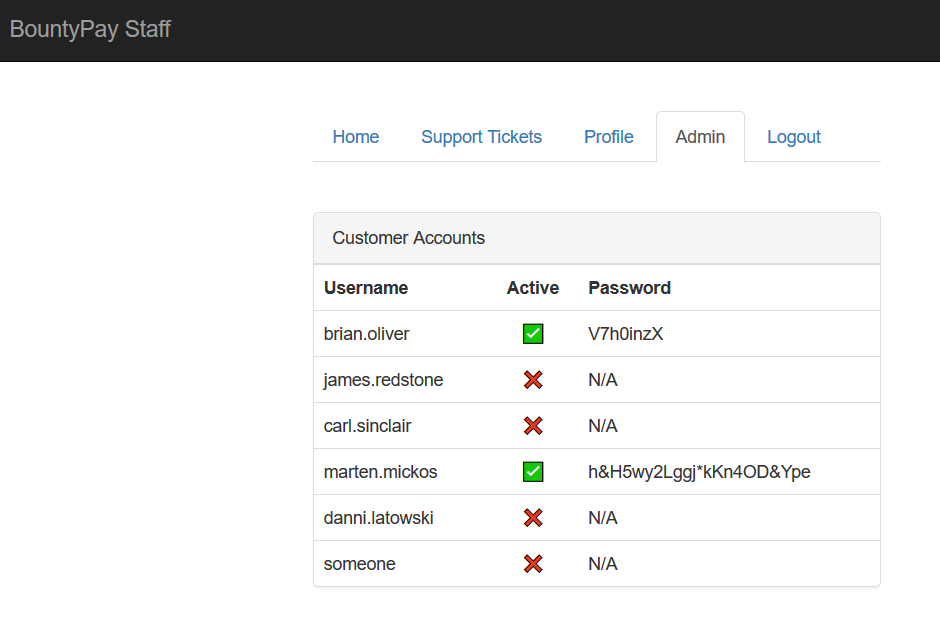 BountyPay Staff
Home Support Tickets Profile Admin Logout
Customer Accounts
Username Active Password
brian.oliver V7h0inzX
james.redstone N/A
carl.sinclair N/A
marten.mickos h&H5wy2Lggj*kKn4OD&Ype
danni.latowski N/A
someone N/A